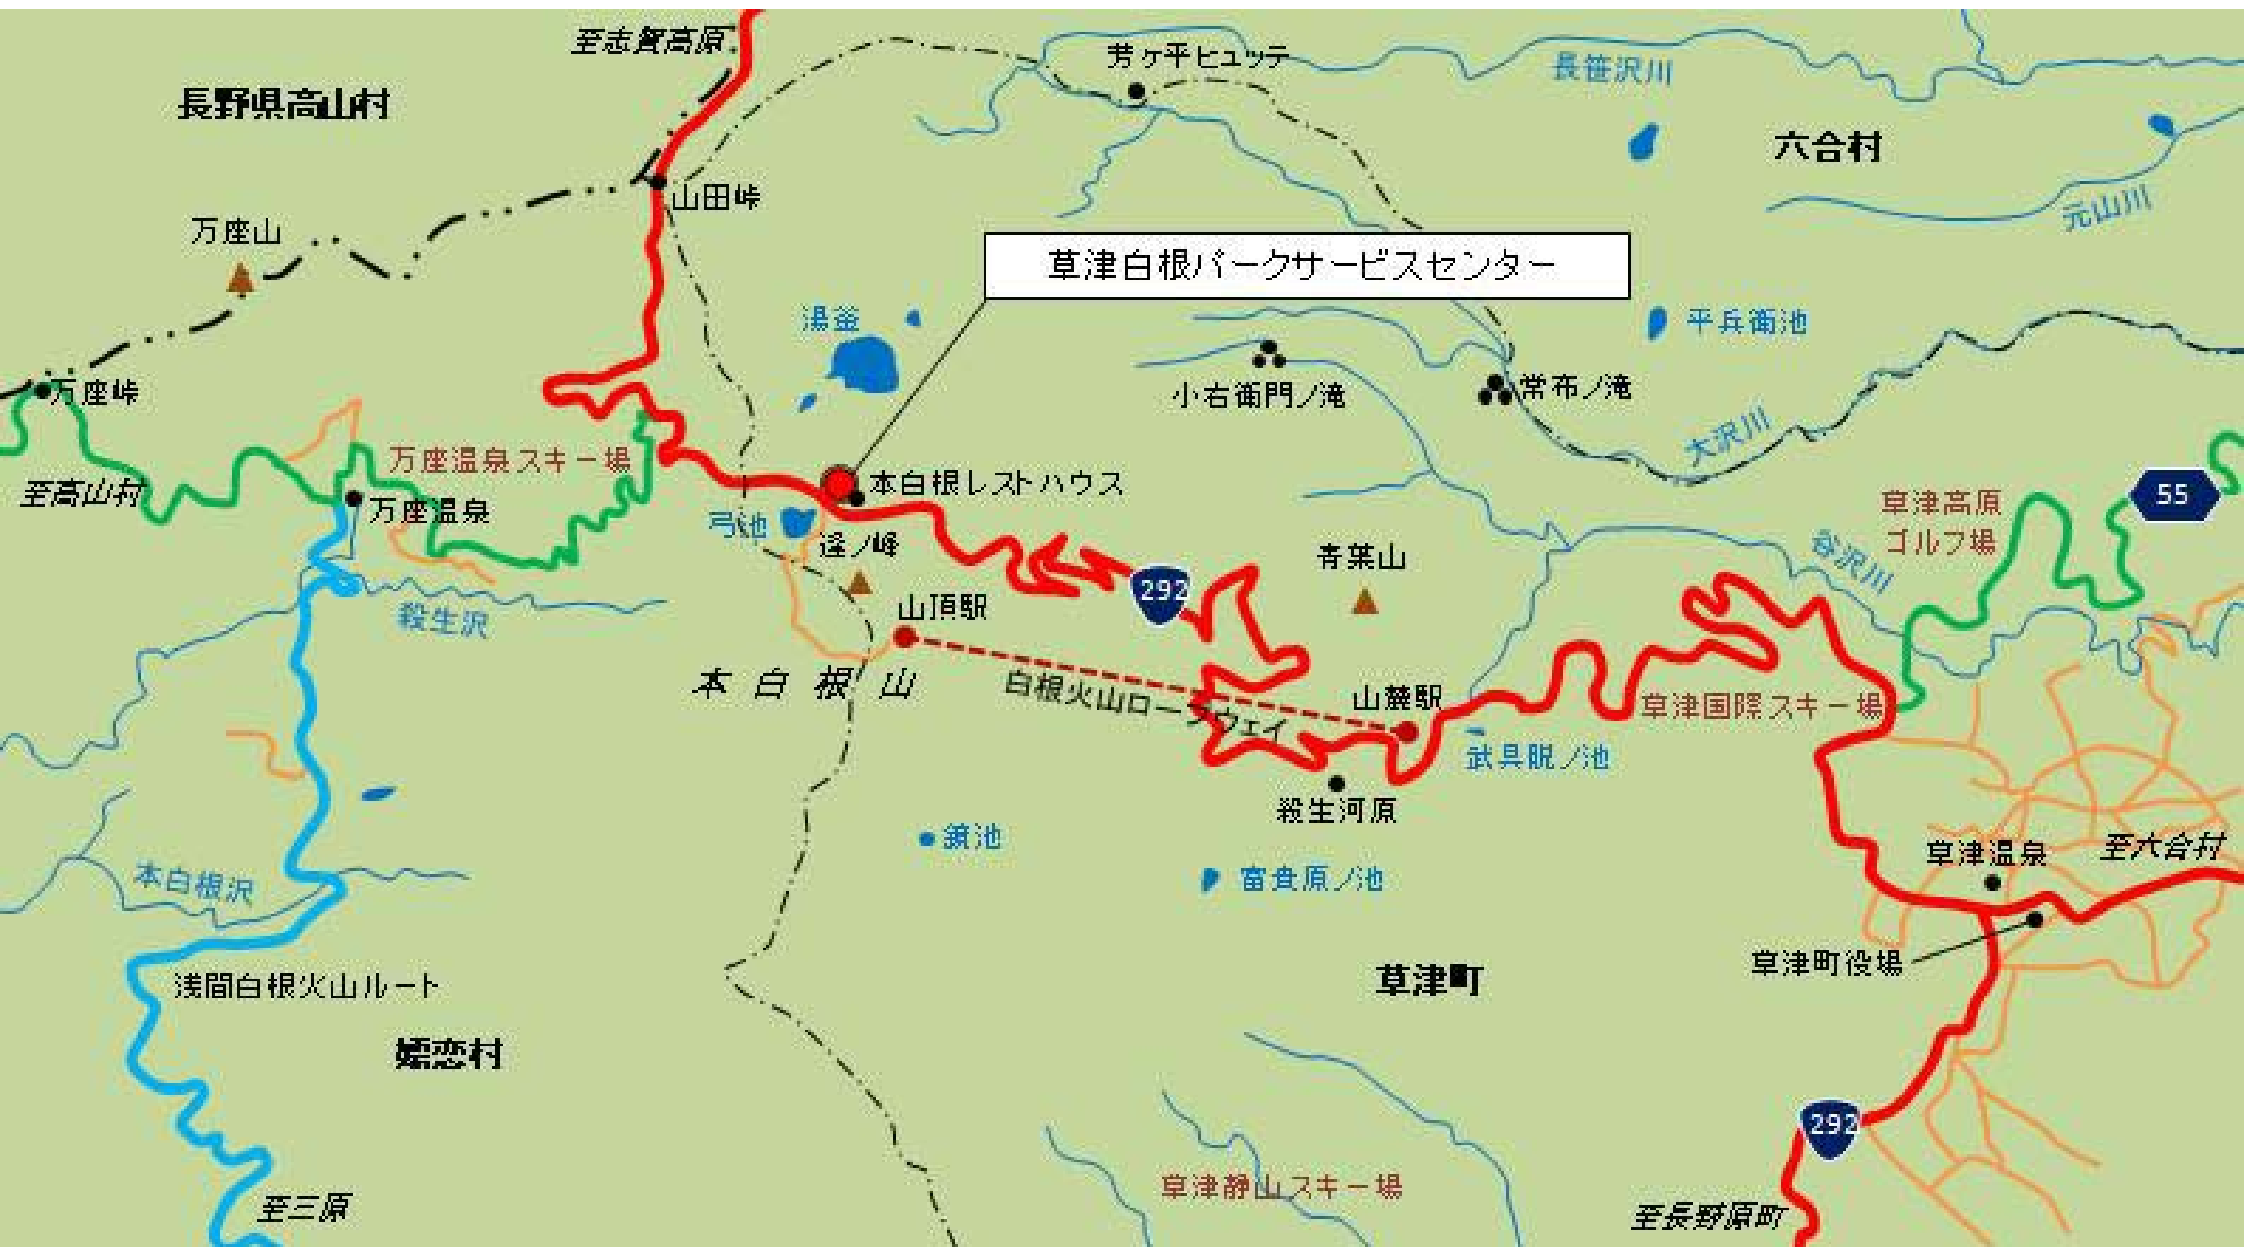 至志賀高原
芳ヶ平ヒュッテ
長笹沢川
長野県高山村
六合村
山田峠
元山川
万座山
草津白根パークサービスセンター
湯釜
平兵衛池
万座峠
小右衛門ノ滝
常布ノ滝
大沢川
万座温泉スキー場
至高山村
本白根レストハウス
55
万座温泉
草津高原
ゴルフ場
弓池
逢ノ峰
青葉山
谷沢川
292
殺生沢
山頂駅
本白根山
白根火山ロープウェイ
山麓駅
草津国際スキー場
武具脱ノ池
殺生河原
鏡池
草津温泉
至六合村
本白根沢
富貴原ノ池
草津町役場
草津町
浅間白根火山ルート
嬬恋村
292
草津静山スキー場
至三原
至長野原町